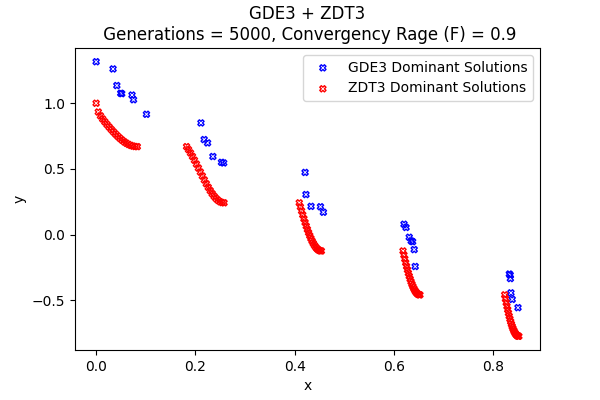 GDE3 + ZDT3
Generations = 5000, Convergency Rage (F) = 0.9
GDE3 Dominant Solutions
ZDT3 Dominant Solutions
1.0
0.5
0.0
−0.5
y
0.0 0.2 0.4 0.6 0.8
x